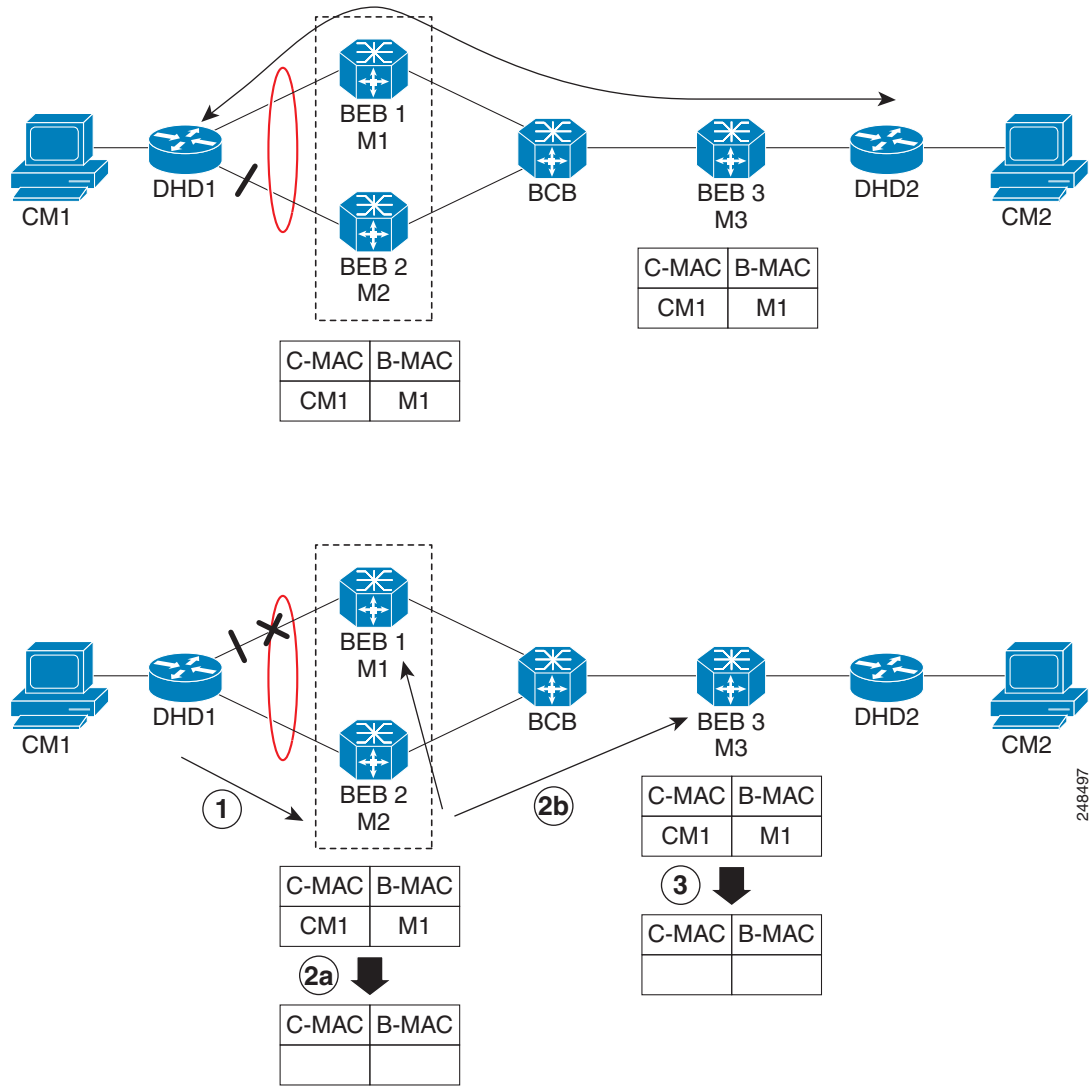 BEB 1
M1
CM1
DHD1
BEB 2
M2
BCB
BEB 3
M3
DHD2
CM2
C-MAC B-MAC
CM1 M1
C-MAC B-MAC
CM1 M1
BEB 1
M1
CM1
DHD1
BEB 2
M2
BCB
BEB 3
M3
DHD2
CM2
1
2b
C-MAC B-MAC
CM1 M1
3
C-MAC B-MAC
C-MAC B-MAC
CM1 M1
2a
C-MAC B-MAC
248497